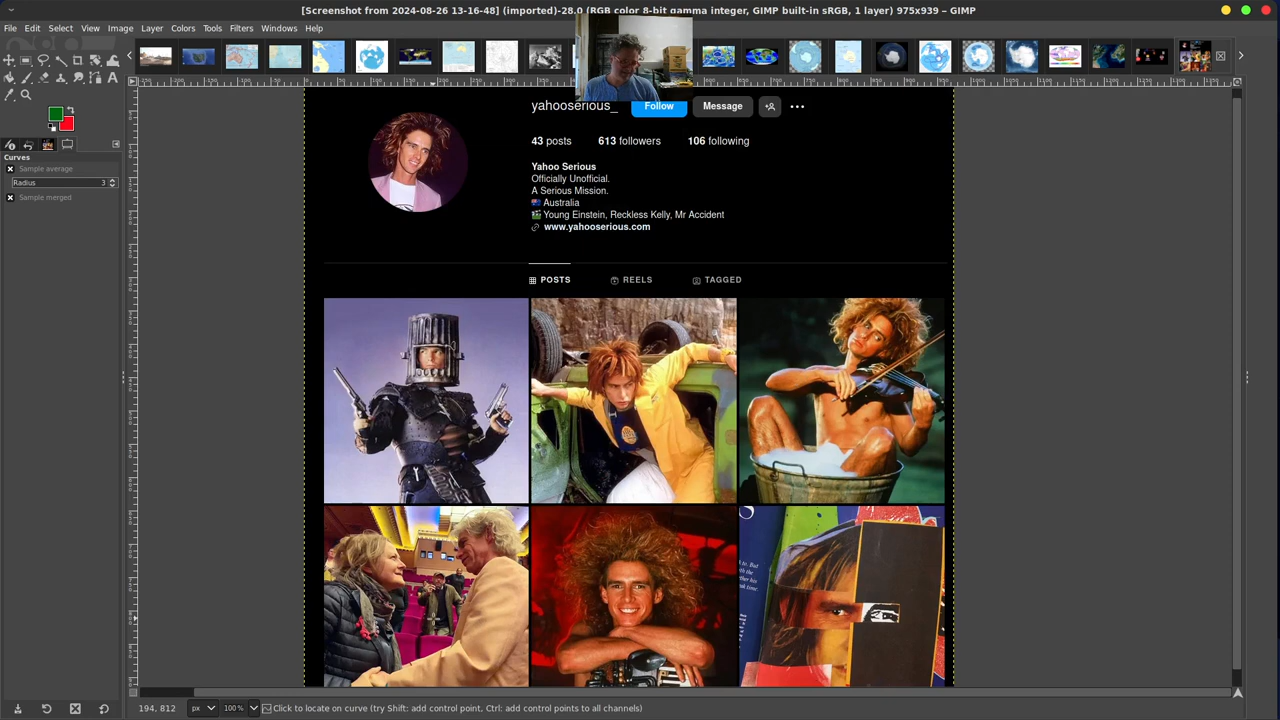 [Screenshot from 2024-08-26 13-16-48] (imported)-28.0 (RGB color 8-bit gamma integer, GIMP built-in sRGB, 1 layer) 975x939 – GIMP
File Edit Select View Image Layer Colors Tools Filters Windows Help
yahooserious_ Follow Message
43 posts 613 followers 106 following
Yahoo Serious
Officially Unofficial.
A Serious Mission.
Australia
Young Einstein, Reckless Kelly, Mr Accident
www.yahooserious.com
POSTS REELS TAGGED
Curves
Sample average
Radius 3
Sample merged
194, 812 px 100% Click to locate on curve (try Shift: add control point, Ctrl: add control points to all channels)